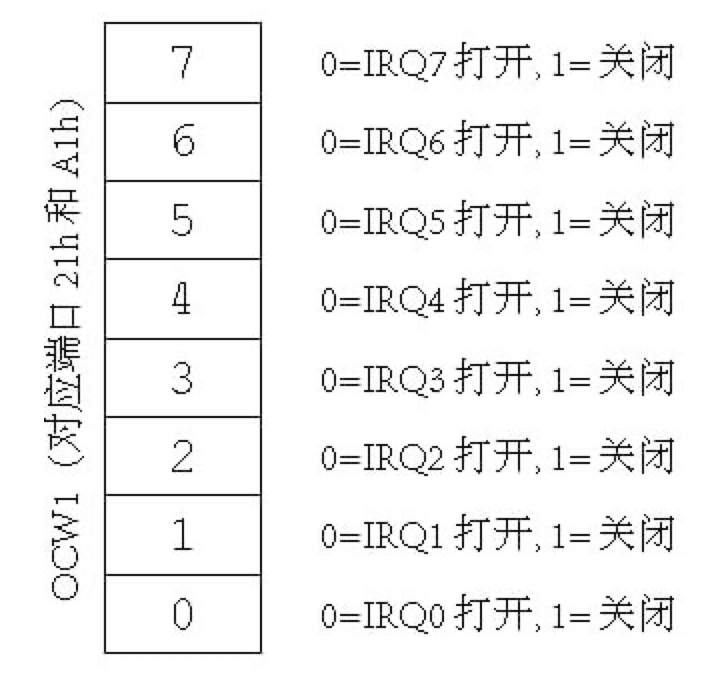 OCW1 (对应端口 21h 和 A1h)
7 0=IRQ7 打开, 1= 关闭
6 0=IRQ6 打开, 1= 关闭
5 0=IRQ5 打开, 1= 关闭
4 0=IRQ4 打开, 1= 关闭
3 0=IRQ3 打开, 1= 关闭
2 0=IRQ2 打开, 1= 关闭
1 0=IRQ1 打开, 1= 关闭
0 0=IRQ0 打开, 1= 关闭